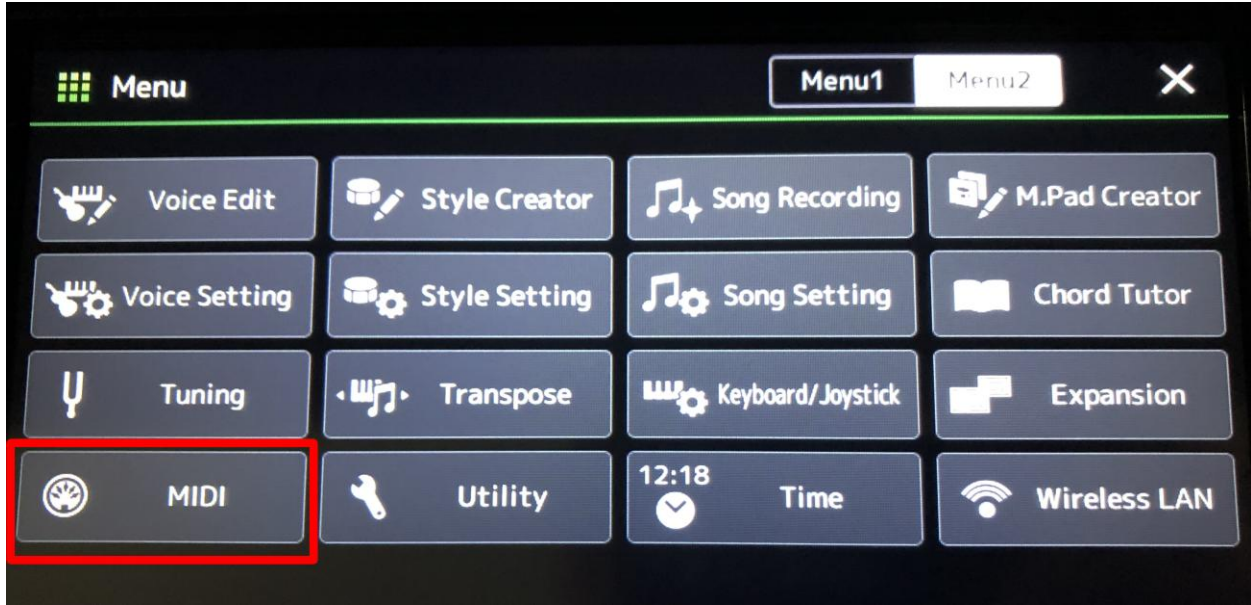 Menu Menu1 Menu2
Voice Edit Style Creator Song Recording M.Pad Creator
Voice Setting Style Setting Song Setting Chord Tutor
Tuning Transpose Keyboard/Joystick Expansion
MIDI Utility 12:18 Time Wireless LAN